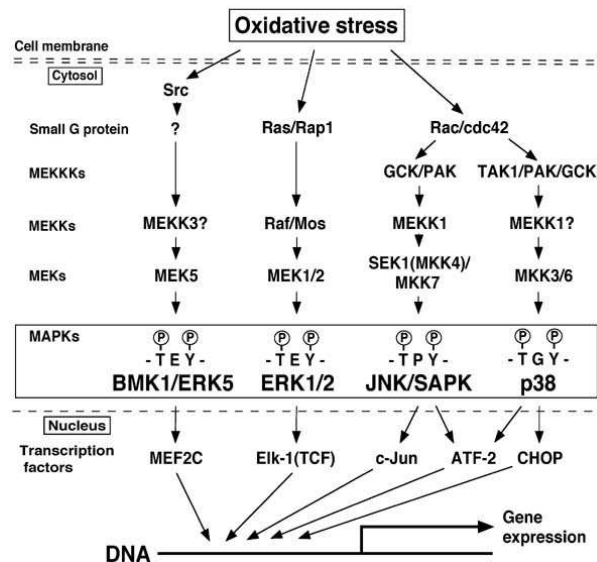 Oxidative stress
Cell membrane
Cytosol
Src
Small G protein ? Ras/Rap1 Rac/cdc42
MEKKKs GCK/PAK TAK1/PAK/GCK
MEKKs MEKK3? Raf/Mos MEKK1 MEKK1?
MEKs MEK5 MEK1/2 SEK1(MKK4)/ MKK3/6
MKK7
MAPKs P P P P P P P P
-TEY- -TEY- -TPY- -TGY-
BMK1/ERK5 ERK1/2 JNK/SAPK p38
Nucleus
Transcription
factors MEF2C Elk-1(TCF) c-Jun ATF-2 CHOP
Gene
expression
DNA